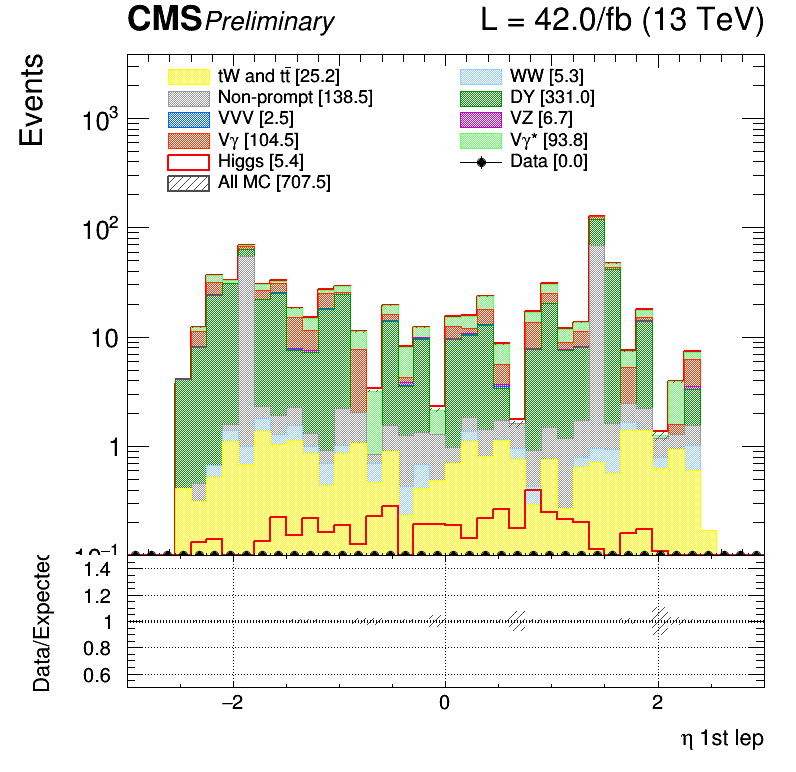 CMS Preliminary L = 42.0/fb (13 TeV)
Events
tW and tt̄ [25.2] WW [5.3]
Non-prompt [138.5] DY [331.0]
VVV [2.5] VZ [6.7]
Vγ [104.5] Vγ* [93.8]
Higgs [5.4] Data [0.0]
All MC [707.5]
10³
10²
10
1
10⁻¹
Data/Expected
1.4
1.2
1
0.8
0.6
−2 0 2
η 1st lep